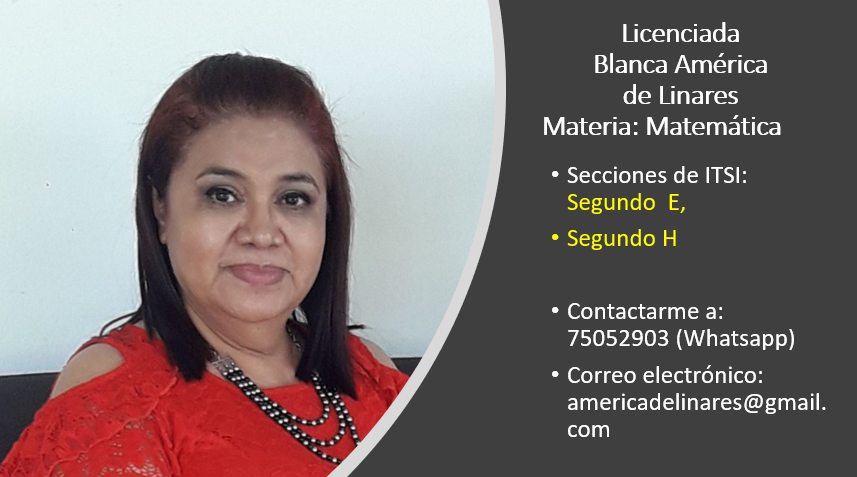 Licenciada
Blanca América
de Linares
Materia: Matemática
• Secciones de ITSI:
Segundo  E,
• Segundo H
• Contactarme a:
75052903 (Whatsapp)
• Correo electrónico:
americadelinares@gmail.
com